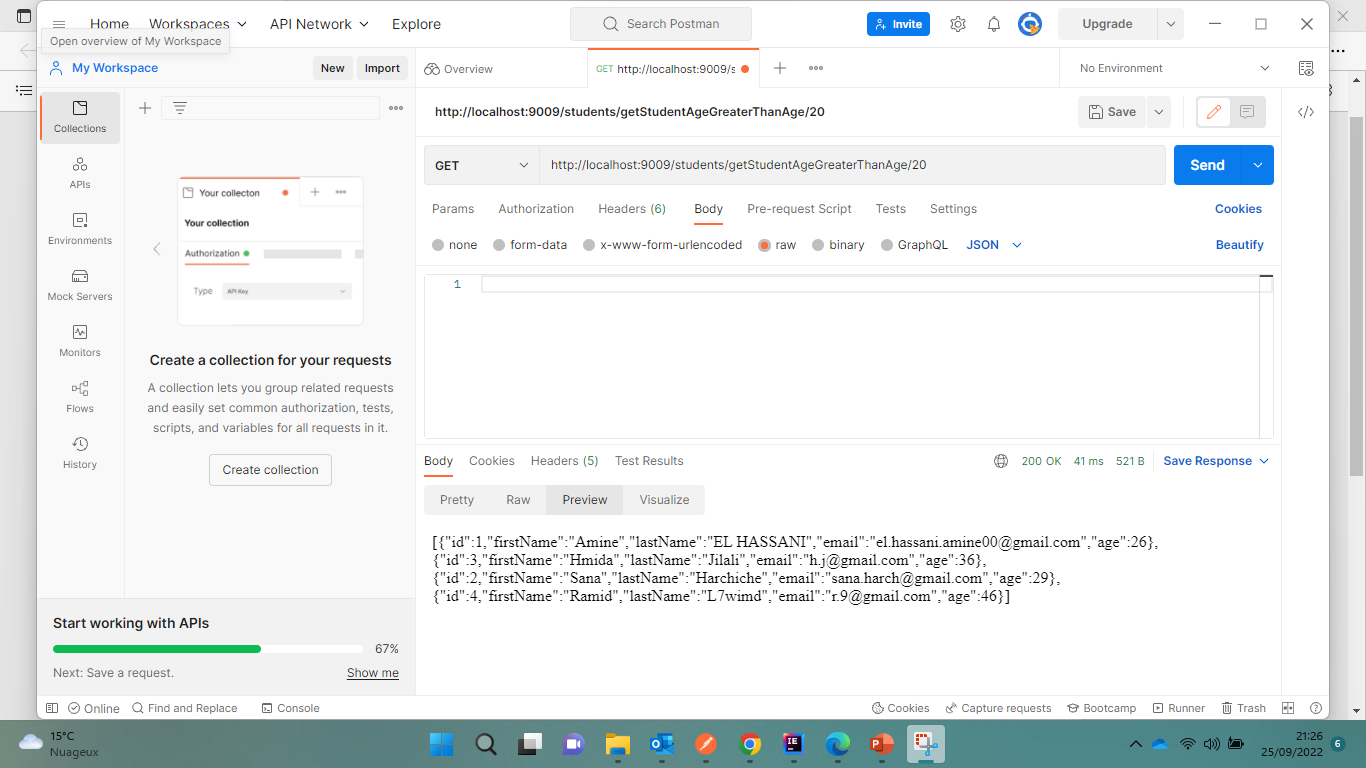 Home Workspaces API Network Explore Search Postman Invite Upgrade
Open overview of My Workspace
My Workspace New Import
Overview GET http://localhost:9009/s No Environment
Collections
APIs
Environments
Mock Servers
Monitors
Flows
History
Your collecton
Your collection
Authorization
Type API Key
Create a collection for your requests
A collection lets you group related requests
and easily set common authorization, tests,
scripts, and variables for all requests in it.
Create collection
Start working with APIs
67%
Next: Save a request. Show me
http://localhost:9009/students/getStudentAgeGreaterThanAge/20 Save
GET http://localhost:9009/students/getStudentAgeGreaterThanAge/20 Send
Params Authorization Headers (6) Body Pre-request Script Tests Settings Cookies
none form-data x-www-form-urlencoded raw binary GraphQL JSON Beautify
1
Body Cookies Headers (5) Test Results 200 OK 41 ms 521 B Save Response
Pretty Raw Preview Visualize
[{"id":1,"firstName":"Amine","lastName":"EL HASSANI","email":"el.hassani.amine00@gmail.com","age":26},
{"id":3,"firstName":"Hmida","lastName":"Jilali","email":"h.j@gmail.com","age":36},
{"id":2,"firstName":"Sana","lastName":"Harchiche","email":"sana.harch@gmail.com","age":29},
{"id":4,"firstName":"Ramid","lastName":"L7wimd","email":"r.9@gmail.com","age":46}]
Online Find and Replace Console Cookies Capture requests Bootcamp Runner Trash
15°C
Nuageux
21:26
25/09/2022
6